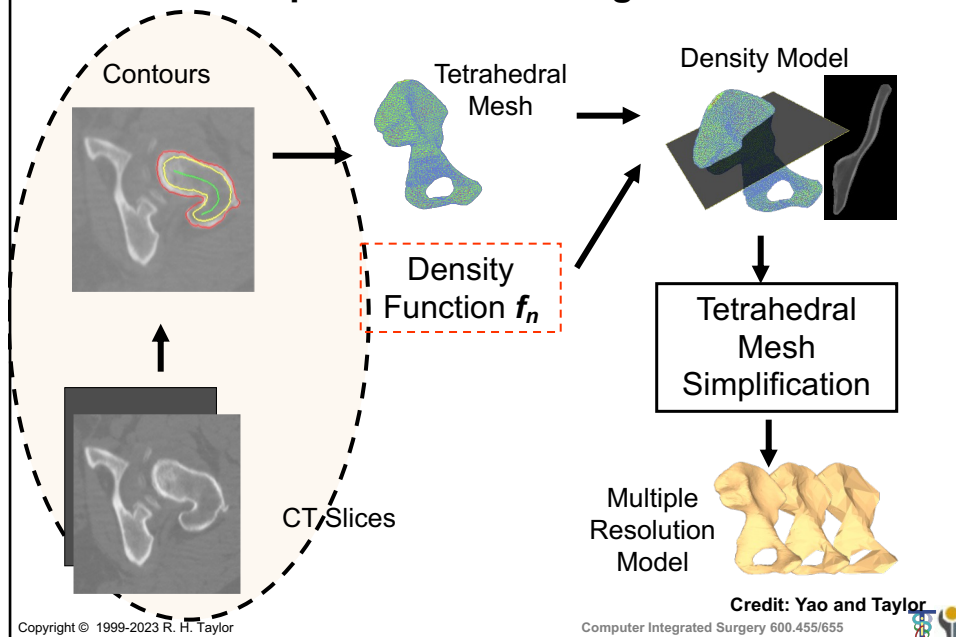 Contours
Tetrahedral
Mesh
Density Model
Density
Function fn
Tetrahedral
Mesh
Simplification
CT Slices
Multiple
Resolution
Model
Credit: Yao and Taylor
Copyright © 1999-2023 R. H. Taylor
Computer Integrated Surgery 600.455/655